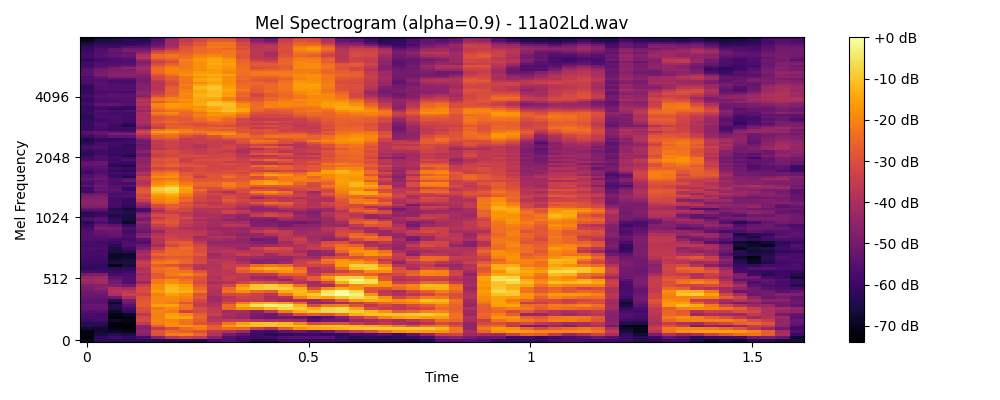 Mel Spectrogram (alpha=0.9) - 11a02Ld.wav
Mel Frequency
4096
2048
1024
512
0
0
0.5
1
1.5
Time
+0 dB
-10 dB
-20 dB
-30 dB
-40 dB
-50 dB
-60 dB
-70 dB